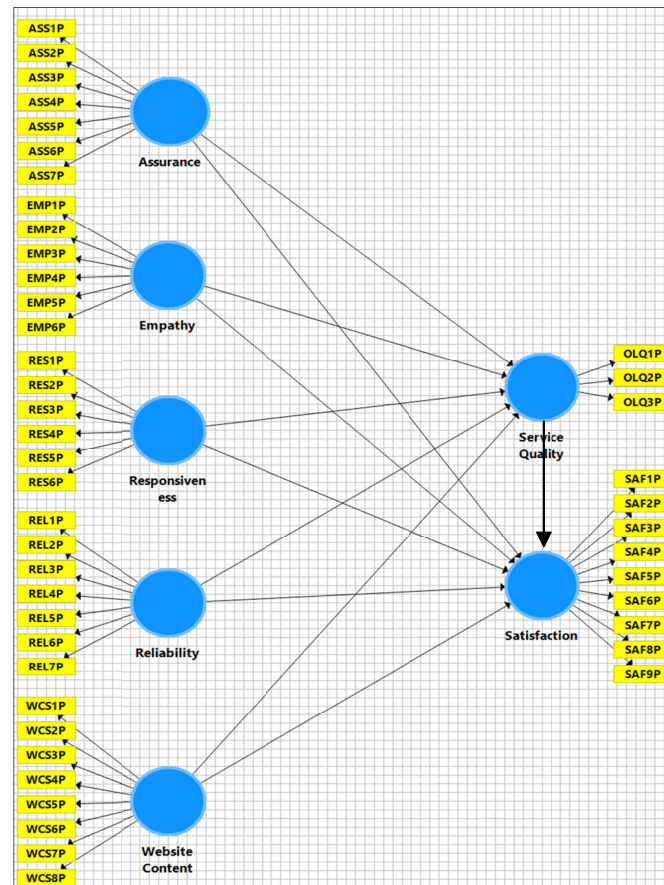 ASS1P
ASS2P
ASS3P
ASS4P
ASS5P
ASS6P
ASS7P
Assurance
EMP1P
EMP2P
EMP3P
EMP4P
EMP5P
EMP6P
Empathy
RES1P
RES2P
RES3P
RES4P
RES5P
RES6P
Responsiven
ess
REL1P
REL2P
REL3P
REL4P
REL5P
REL6P
REL7P
Reliability
WCS1P
WCS2P
WCS3P
WCS4P
WCS5P
WCS6P
WCS7P
WCS8P
Website
Content
OLQ1P
OLQ2P
OLQ3P
Service
Quality
SAF1P
SAF2P
SAF3P
SAF4P
SAF5P
SAF6P
SAF7P
SAF8P
SAF9P
Satisfaction